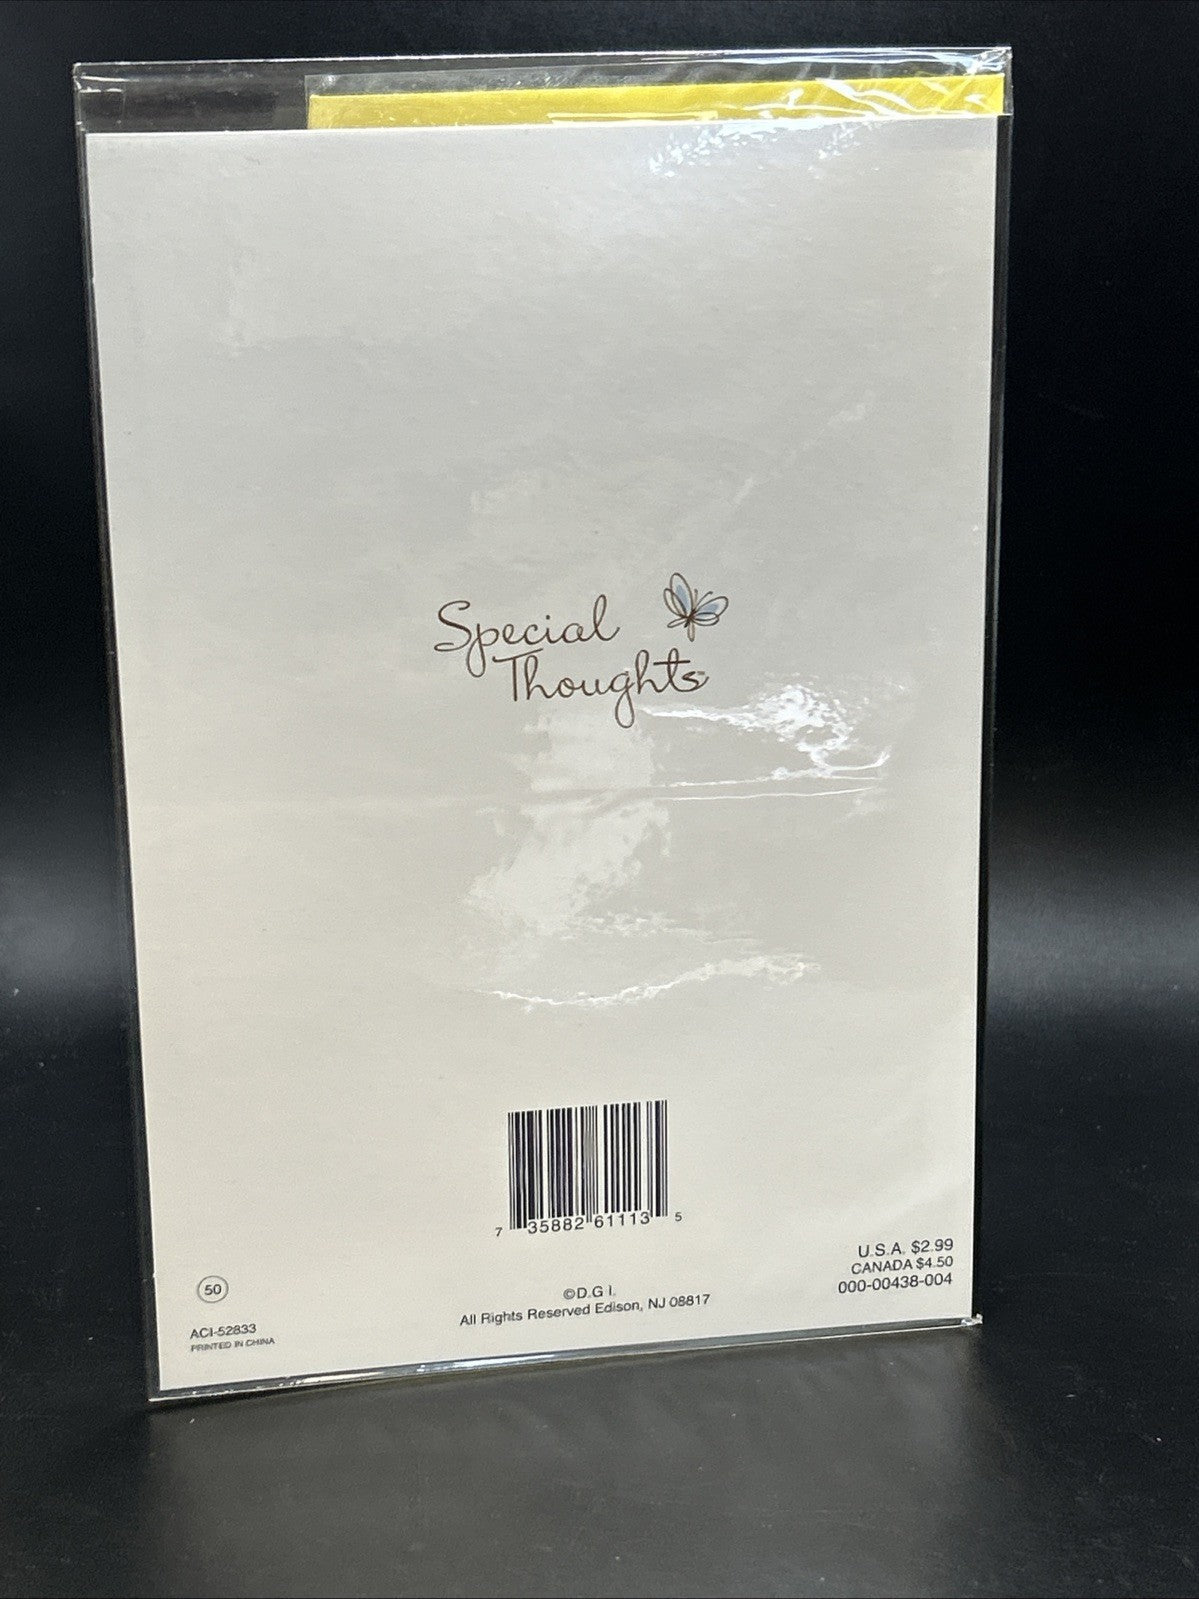 Special
Thoughts
7 35882 61113 5
U.S.A. $2.99
CANADA $4.50
000-00438-004
50
©D.G I.
All Rights Reserved Edison, NJ 08817
ACI-52833
PRINTED IN CHINA